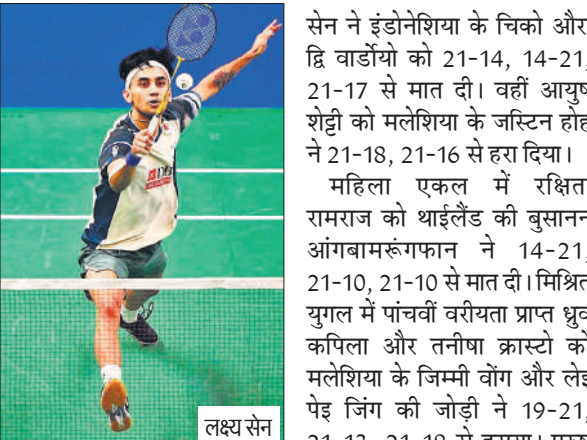 सेन ने इंडोनेशिया के चिको और
द्वि वार्डोयो को 21-14, 14-21,
21-17 से मात दी। वहीं आयुष
शेट्टी को मलेशिया के जस्टिन होह
ने 21-18, 21-16 से हरा दिया।
महिला एकल में रक्षिता
रामराज को थाईलैंड की बुसानन
आंगबामरूंगफान ने 14-21,
21-10, 21-10 से मात दी। मिश्रित
युगल में पांचवीं वरीयता प्राप्त ध्रुव
कपिला और तनीषा क्रास्टो को
मलेशिया के जिम्मी वोंग और लेइ
पेइ जिंग की जोड़ी ने 19-21,
लक्ष्य सेन